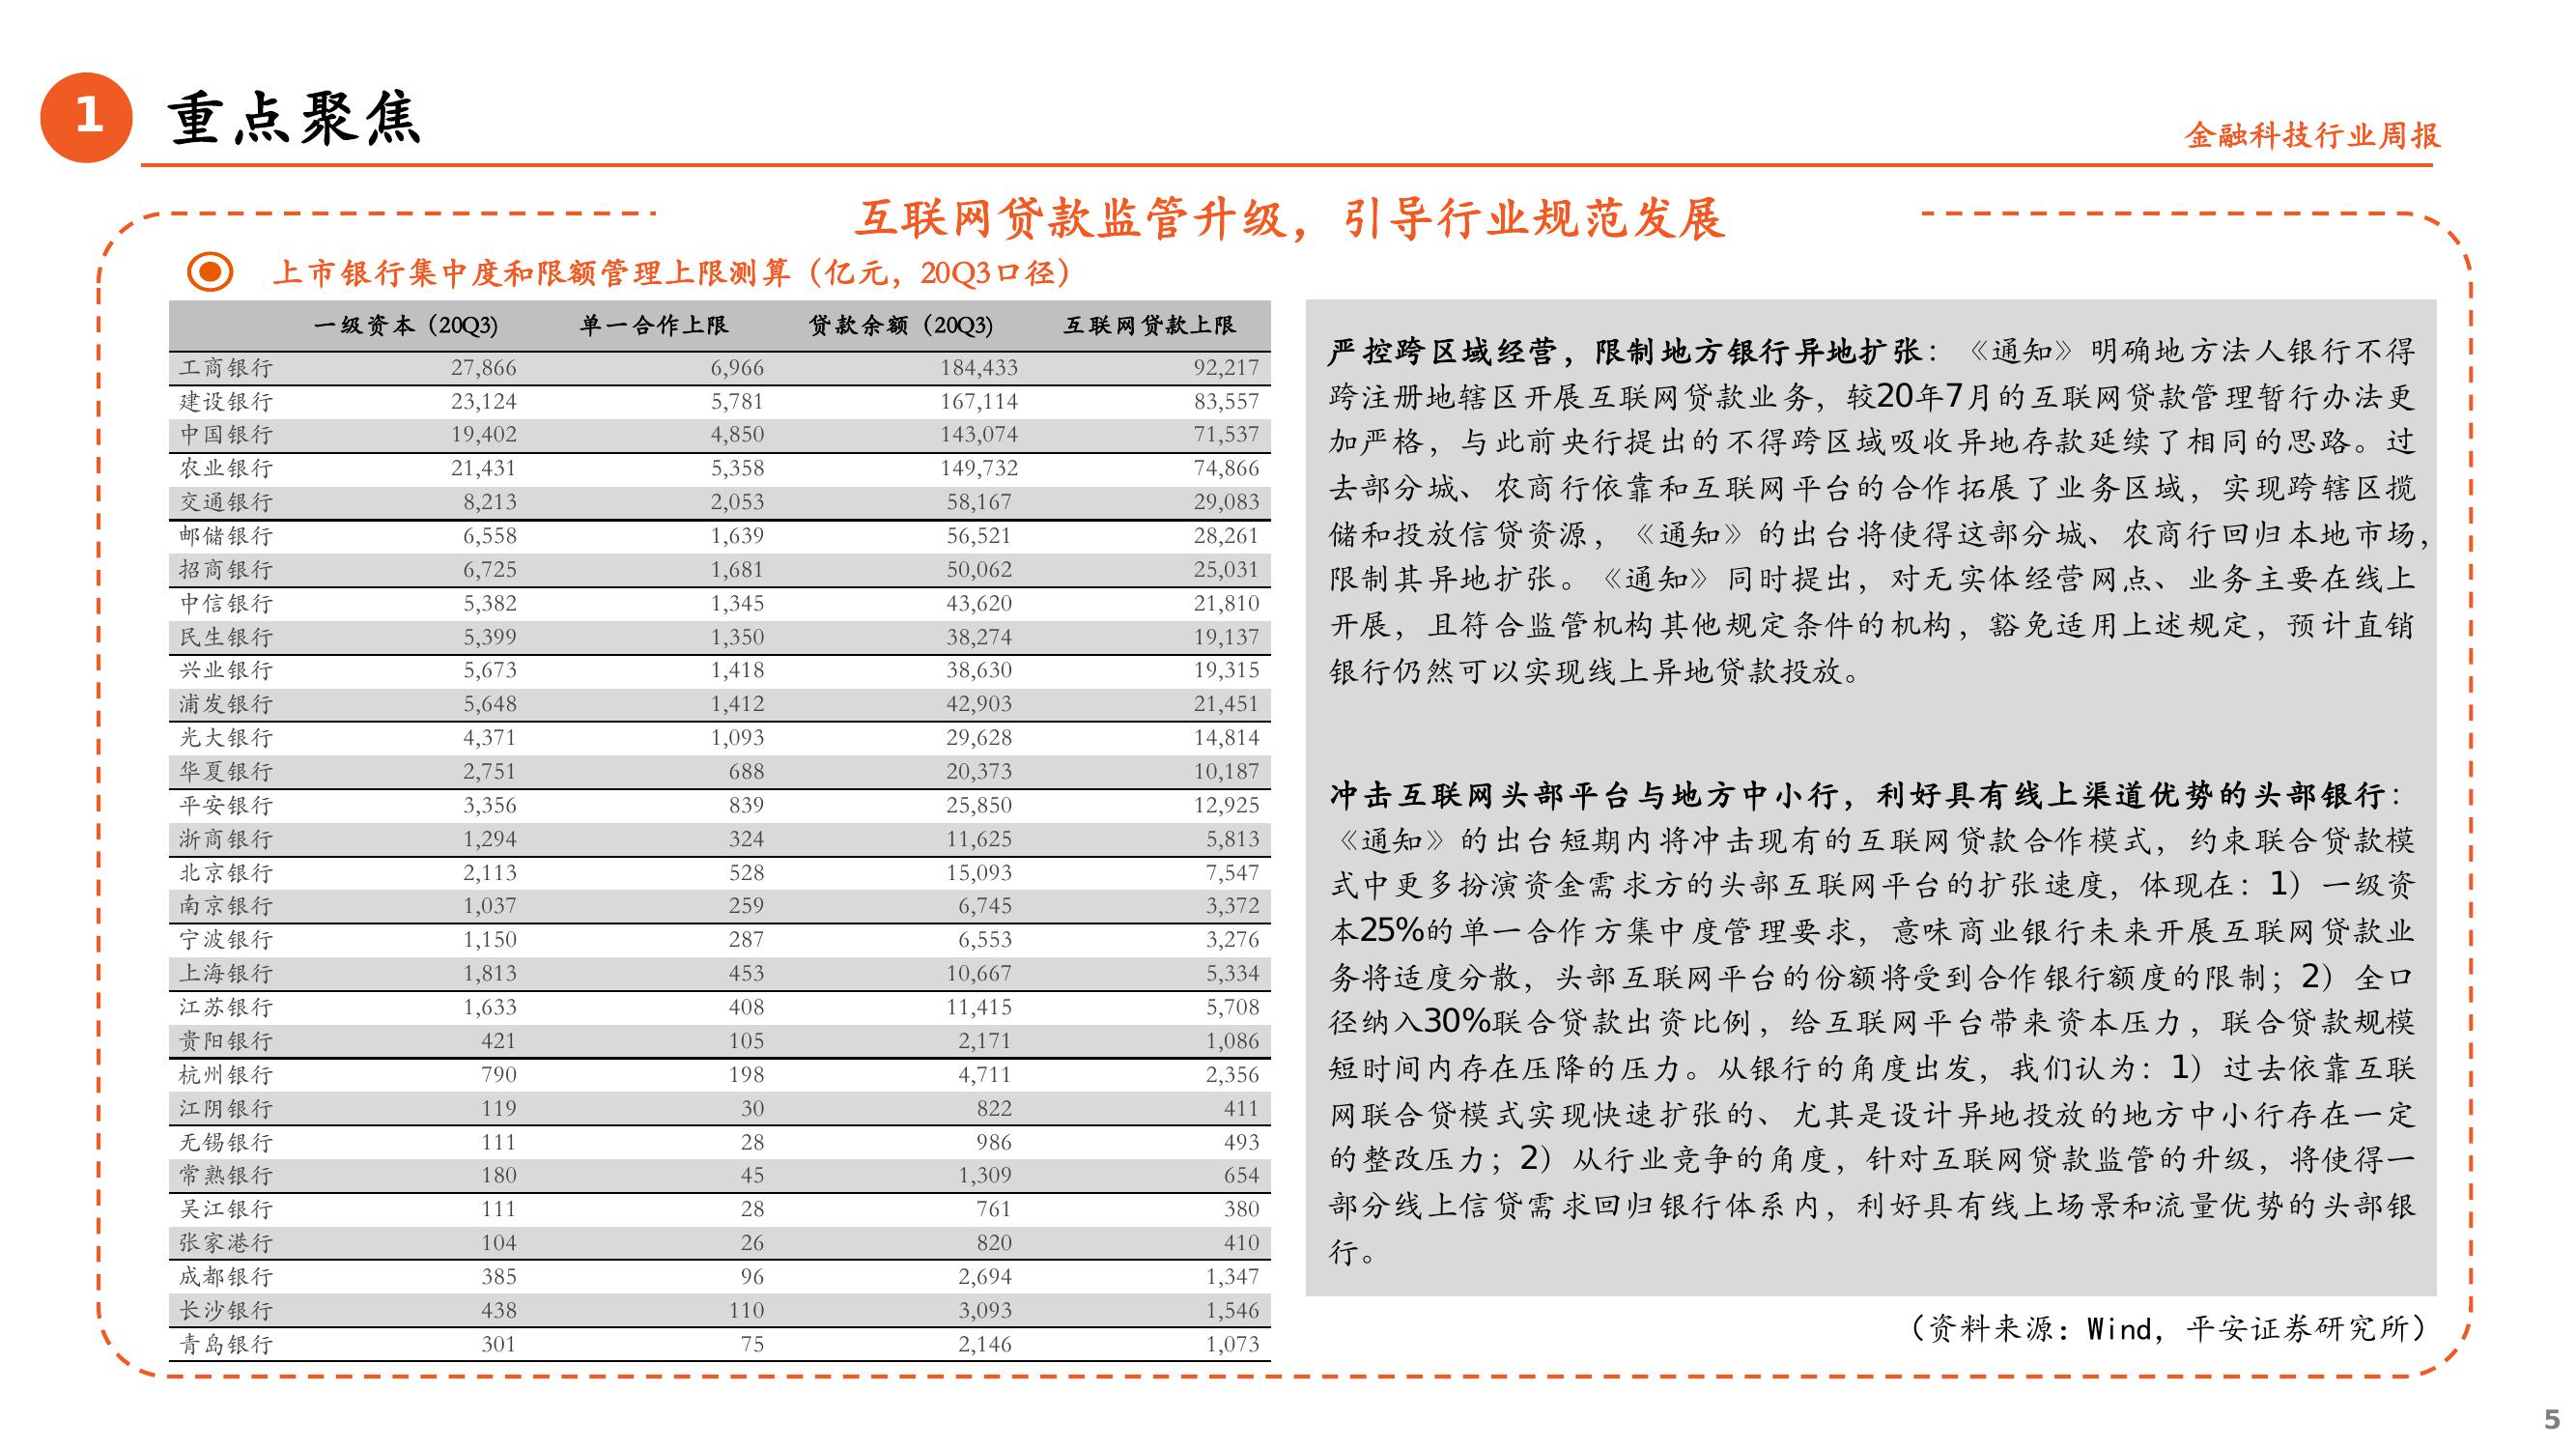 1
重点聚焦
金融科技行业周报
互联网贷款监管升级，引导行业规范发展
上市银行集中度和限额管理上限测算（亿元，20Q3口径）
一级资本（20Q3) 单一合作上限 贷款余额（20Q3) 互联网贷款上限
工商银行 27,866 6,966 184,433 92,217
建设银行 23,124 5,781 167,114 83,557
中国银行 19,402 4,850 143,074 71,537
农业银行 21,431 5,358 149,732 74,866
交通银行 8,213 2,053 58,167 29,083
邮储银行 6,558 1,639 56,521 28,261
招商银行 6,725 1,681 50,062 25,031
中信银行 5,382 1,345 43,620 21,810
民生银行 5,399 1,350 38,274 19,137
兴业银行 5,673 1,418 38,630 19,315
浦发银行 5,648 1,412 42,903 21,451
光大银行 4,371 1,093 29,628 14,814
华夏银行 2,751 688 20,373 10,187
平安银行 3,356 839 25,850 12,925
浙商银行 1,294 324 11,625 5,813
北京银行 2,113 528 15,093 7,547
南京银行 1,037 259 6,745 3,372
宁波银行 1,150 287 6,553 3,276
上海银行 1,813 453 10,667 5,334
江苏银行 1,633 408 11,415 5,708
贵阳银行 421 105 2,171 1,086
杭州银行 790 198 4,711 2,356
江阴银行 119 30 822 411
无锡银行 111 28 986 493
常熟银行 180 45 1,309 654
吴江银行 111 28 761 380
张家港行 104 26 820 410
成都银行 385 96 2,694 1,347
长沙银行 438 110 3,093 1,546
青岛银行 301 75 2,146 1,073
严控跨区域经营，限制地方银行异地扩张：《通知》明确地方法人银行不得
跨注册地辖区开展互联网贷款业务，较20年7月的互联网贷款管理暂行办法更
加严格，与此前央行提出的不得跨区域吸收异地存款延续了相同的思路。过
去部分城、农商行依靠和互联网平台的合作拓展了业务区域，实现跨辖区揽
储和投放信贷资源，《通知》的出台将使得这部分城、农商行回归本地市场，
限制其异地扩张。《通知》同时提出，对无实体经营网点、业务主要在线上
开展，且符合监管机构其他规定条件的机构，豁免适用上述规定，预计直销
银行仍然可以实现线上异地贷款投放。
冲击互联网头部平台与地方中小行，利好具有线上渠道优势的头部银行：
《通知》的出台短期内将冲击现有的互联网贷款合作模式，约束联合贷款模
式中更多扮演资金需求方的头部互联网平台的扩张速度，体现在：1）一级资
本25%的单一合作方集中度管理要求，意味商业银行未来开展互联网贷款业
务将适度分散，头部互联网平台的份额将受到合作银行额度的限制；2）全口
径纳入30%联合贷款出资比例，给互联网平台带来资本压力，联合贷款规模
短时间内存在压降的压力。从银行的角度出发，我们认为：1）过去依靠互联
网联合贷模式实现快速扩张的、尤其是设计异地投放的地方中小行存在一定
的整改压力；2）从行业竞争的角度，针对互联网贷款监管的升级，将使得一
部分线上信贷需求回归银行体系内，利好具有线上场景和流量优势的头部银
行。
（资料来源：Wind，平安证券研究所）
5